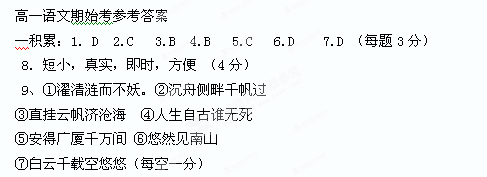 高一语文期始考参考答案
一积累：1. D  2.C  3.B  4.B  5.C  6.D  7.D（每题3分）
8. 短小，真实，即时，方便 （4分）
9、①濯清涟而不妖。②沉舟侧畔千帆过
③直挂云帆济沧海  ④人生自古谁无死
⑤安得广厦千万间 ⑥悠然见南山
⑦白云千载空悠悠（每空一分）